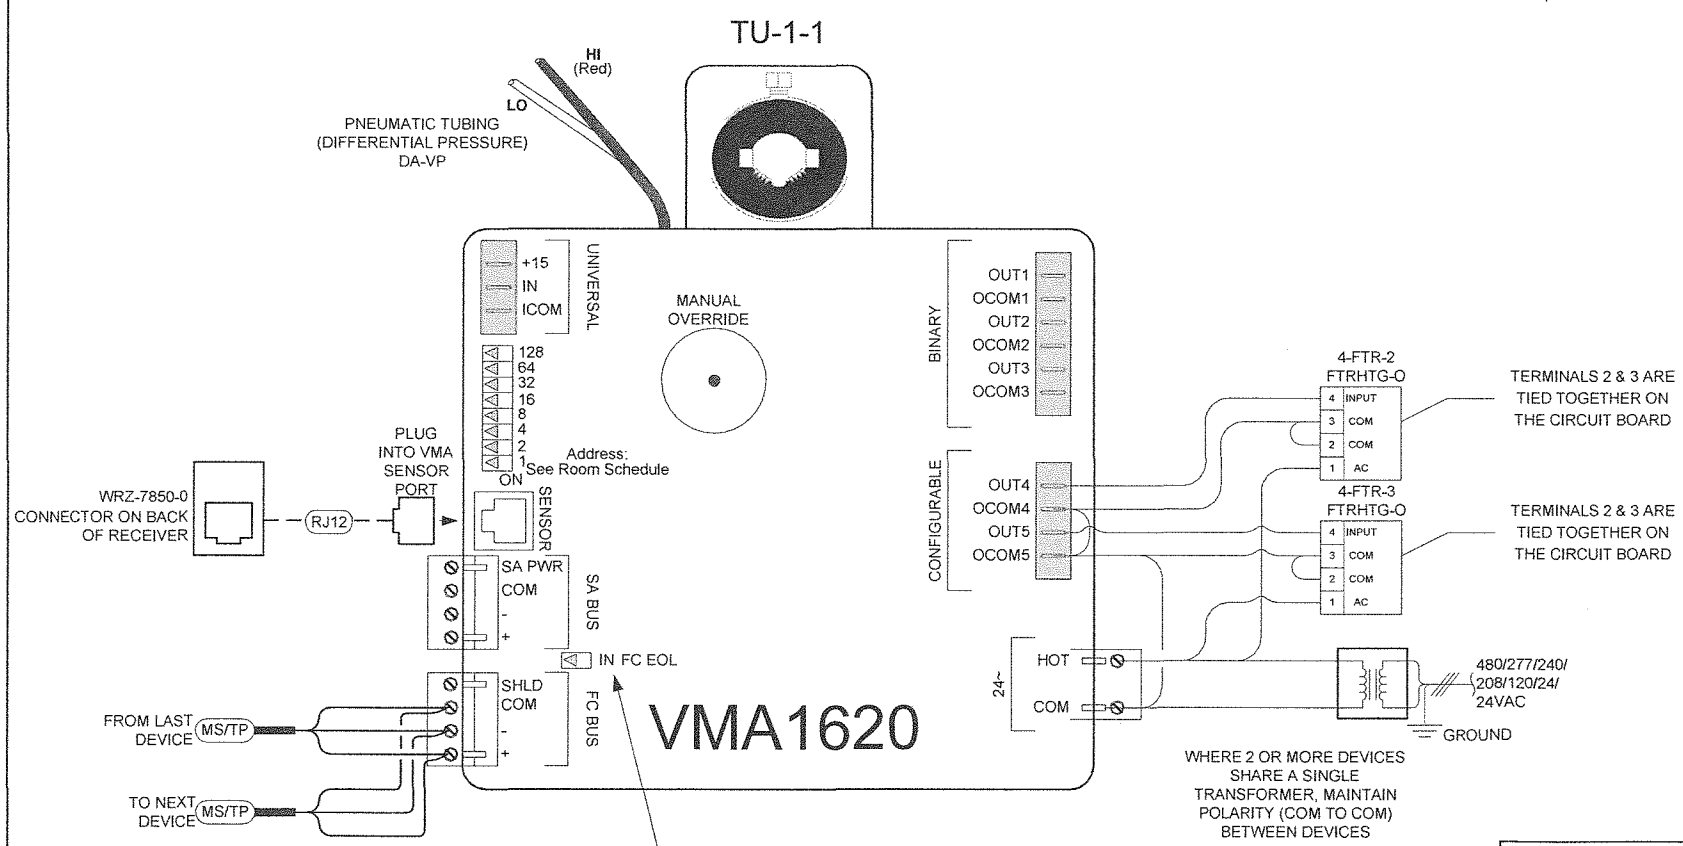 TU-1-1
HI
(Red)
LO
PNEUMATIC TUBING
(DIFFERENTIAL PRESSURE)
DA-VP
+15
IN
ICOM
UNIVERSAL
128
64
32
16
8
4
2
1
ON
Address:
See Room Schedule
MANUAL
OVERRIDE
BINARY
OUT1
OCOM1
OUT2
OCOM2
OUT3
OCOM3
CONFIGURABLE
OUT4
OCOM4
OUT5
OCOM5
4-FTR-2
FTRHTG-O
4 INPUT
3 COM
2 COM
1 AC
TERMINALS 2 & 3 ARE
TIED TOGETHER ON
THE CIRCUIT BOARD
4-FTR-3
FTRHTG-O
4 INPUT
3 COM
2 COM
1 AC
TERMINALS 2 & 3 ARE
TIED TOGETHER ON
THE CIRCUIT BOARD
PLUG
INTO VMA
SENSOR
PORT
WRZ-7850-0
CONNECTOR ON BACK
OF RECEIVER
RJ12
SENSOR
SA PWR
COM
-
+
SA BUS
IN FC EOL
SHLD
COM
-
+
FC BUS
FROM LAST
DEVICE
MS/TP
TO NEXT
DEVICE
MS/TP
VMA1620
24~
HOT
COM
480/277/240/
208/120/24/
24VAC
GROUND
WHERE 2 OR MORE DEVICES
SHARE A SINGLE
TRANSFORMER, MAINTAIN
POLARITY (COM TO COM)
BETWEEN DEVICES